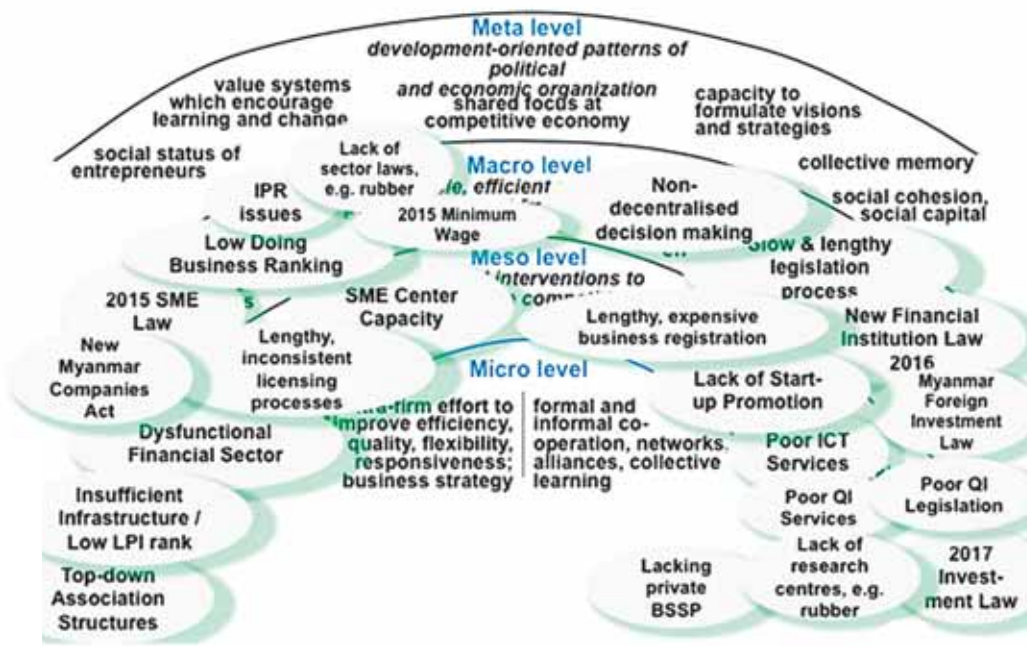 Meta level
development-oriented patterns of
political
and economic organization
shared focus at
competitive economy
value systems
which encourage
learning and change
capacity to
formulate visions
and strategies
social status of
entrepreneurs
collective memory
social cohesion,
social capital
Lack of
sector laws,
e.g. rubber
Macro level
efficient
IPR
issues
2015 Minimum
Wage
Non-
decentralised
decision making
Low Doing
Business Ranking
Meso level
interventions to
Slow & lengthy
legislation
process
2015 SME
Law
SME Center
Capacity
Lengthy, expensive
business registration
New Financial
Institution Law
2016
New
Myanmar
Companies
Act
Lengthy,
inconsistent
licensing
processes
Micro level
Lack of Start-
up Promotion
Myanmar
Foreign
Investment
Law
effort to
improve efficiency,
quality, flexibility,
responsiveness;
business strategy
formal and
informal co-
operation, networks,
alliances, collective
learning
Dysfunctional
Financial Sector
Poor ICT
Services
Poor QI
Legislation
Insufficient
Infrastructure /
Low LPI rank
Poor QI
Services
Top-down
Association
Structures
Lacking
private
BSSP
Lack of
research
centres, e.g.
rubber
2017
Invest-
ment Law